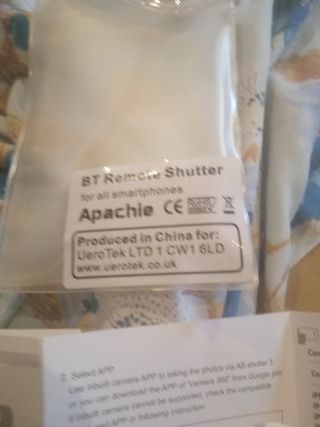 BT Remote Shutter
for all smartphones
Apachie CE RoHS
Produced in China for:
UeroTek LTD 1 CW1 6LD
www.uerotek.co.uk
2. Select APP
Use inbuilt camera APP to taking the photos via AB shutter 3,
or you can download the APP of "camera 360" from Google play
if inbuilt camera cannot be supported, check the compatible
APP in following instruction